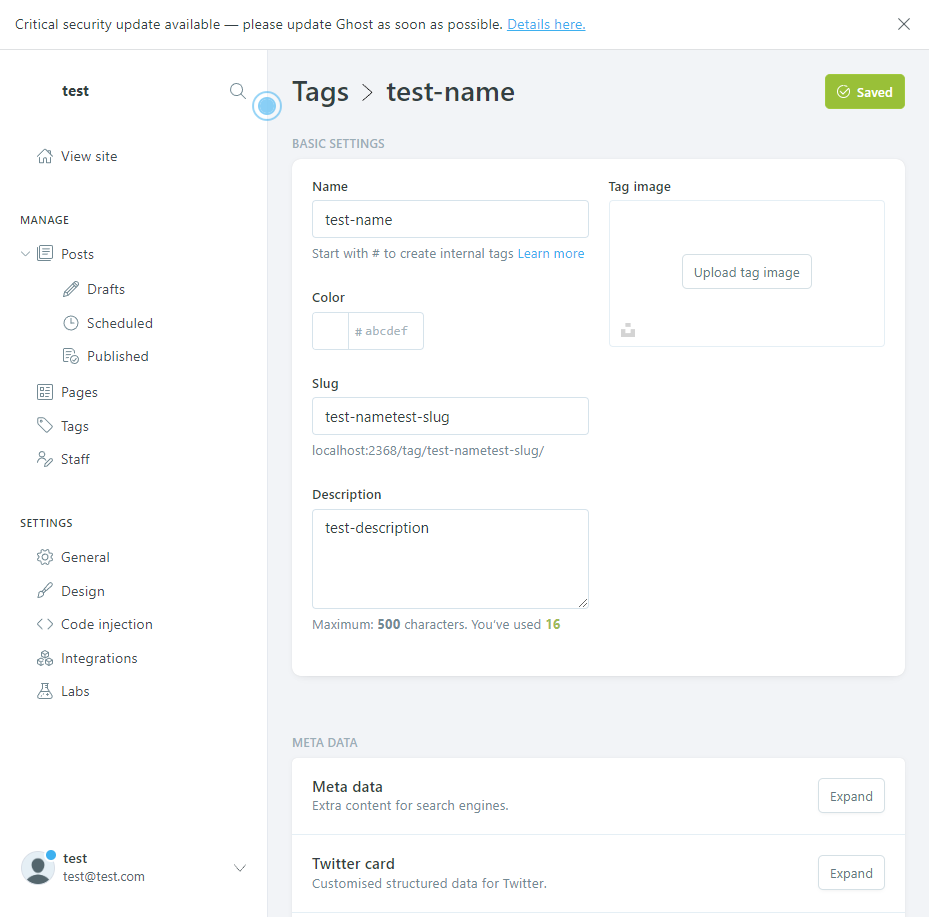 Critical security update available — please update Ghost as soon as possible. Details here.
test
View site
MANAGE
Posts
Drafts
Scheduled
Published
Pages
Tags
Staff
SETTINGS
General
Design
Code injection
Integrations
Labs
test
test@test.com
Tags > test-name
Saved
BASIC SETTINGS
Name
test-name
Start with # to create internal tags Learn more
Color
# abcdef
Slug
test-nametest-slug
localhost:2368/tag/test-nametest-slug/
Description
test-description
Maximum: 500 characters. You’ve used 16
Tag image
Upload tag image
META DATA
Meta data
Extra content for search engines.
Expand
Twitter card
Customised structured data for Twitter.
Expand